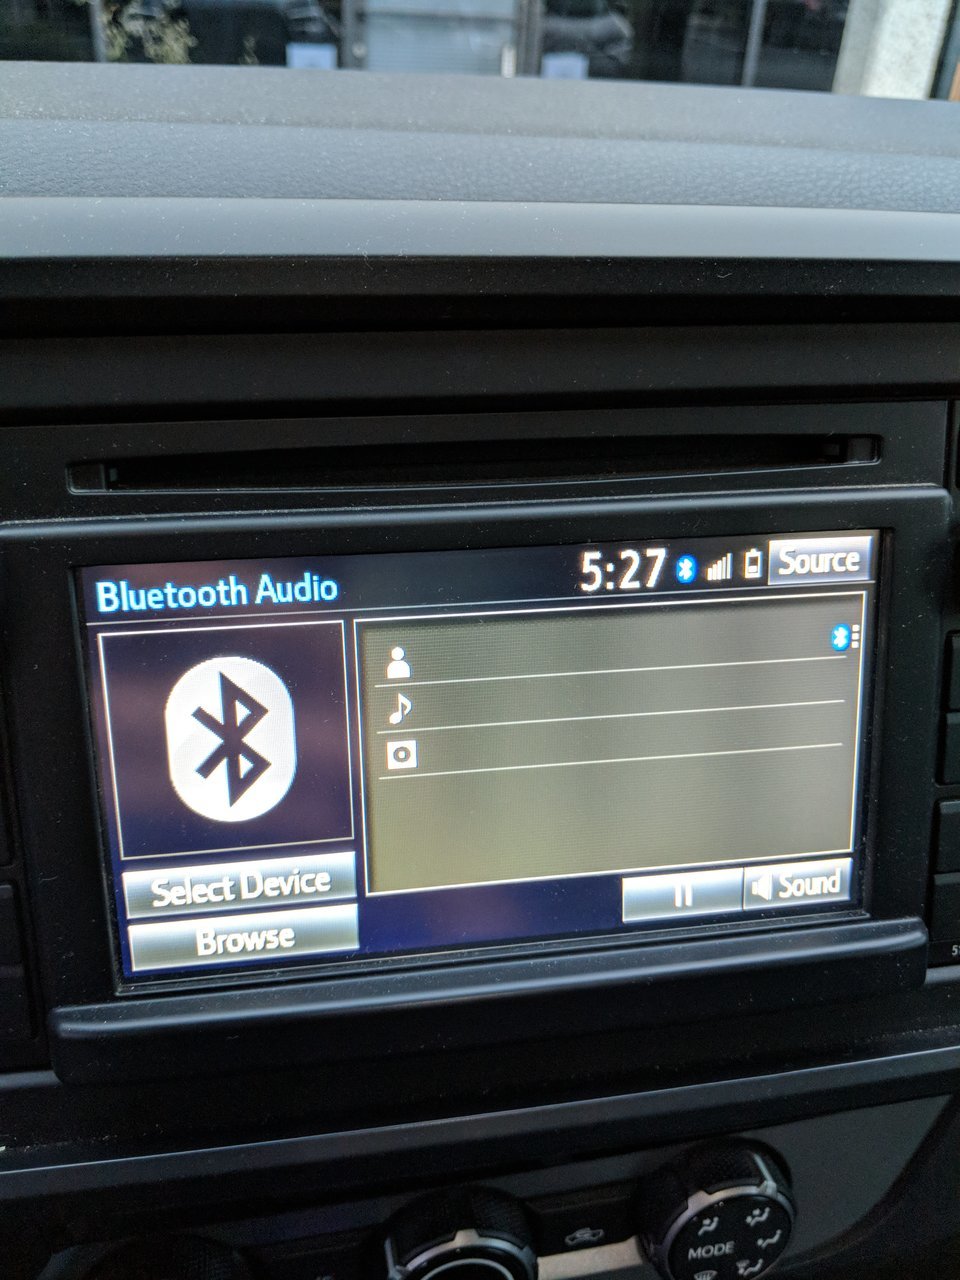 Bluetooth Audio
5:27
Source
Select Device
Browse
Sound
MODE